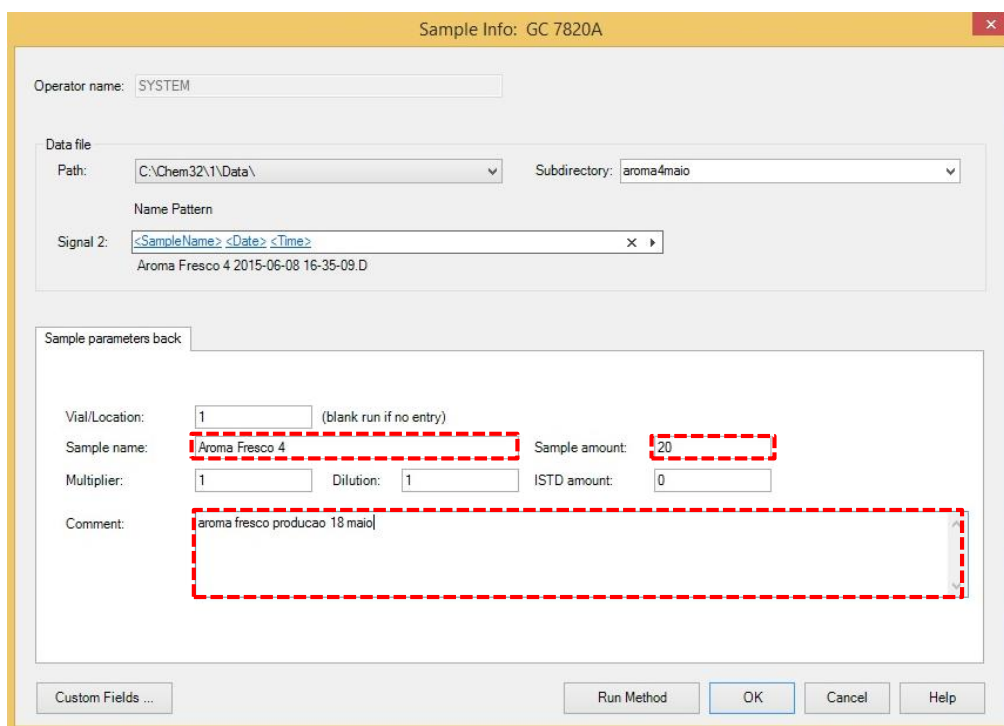 Sample Info: GC 7820A
Operator name: SYSTEM
Data file
Path: C:\Chem32\1\Data\ Subdirectory: aroma4maio
Name Pattern
Signal 2: <SampleName> <Date> <Time>
Aroma Fresco 4 2015-06-08 16-35-09.D
Sample parameters back
Vial/Location: 1 (blank run if no entry)
Sample name: Aroma Fresco 4 Sample amount: 20
Multiplier: 1 Dilution: 1 ISTD amount: 0
Comment: aroma fresco producao 18 maio
Custom Fields ... Run Method OK Cancel Help